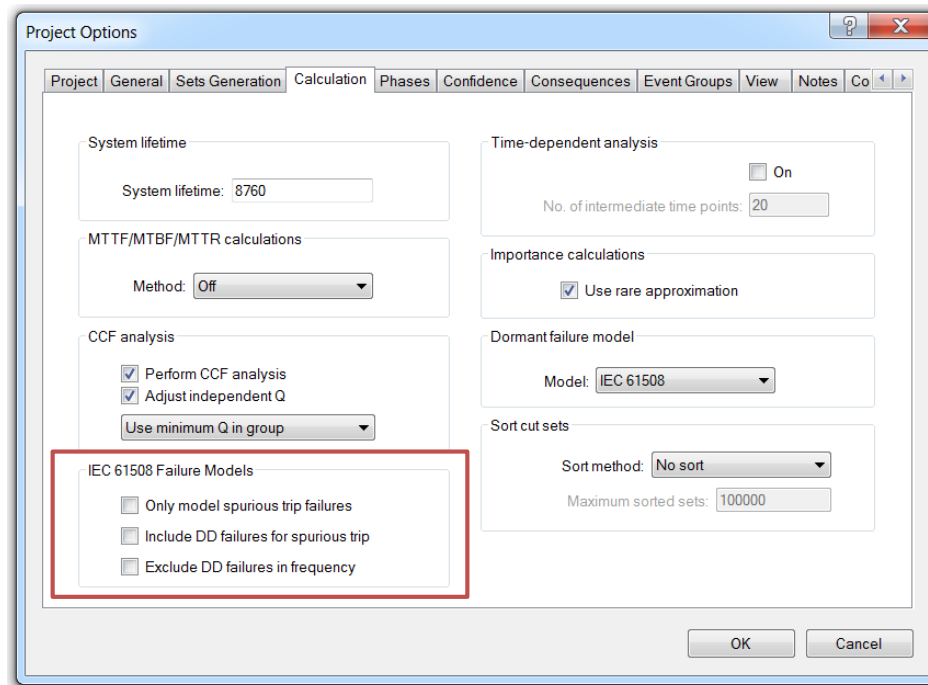 Project Options
Project General Sets Generation Calculation Phases Confidence Consequences Event Groups View Notes Co
System lifetime
System lifetime: 8760
MTTF/MTBF/MTTR calculations
Method: Off
CCF analysis
Perform CCF analysis
Adjust independent Q
Use minimum Q in group
IEC 61508 Failure Models
Only model spurious trip failures
Include DD failures for spurious trip
Exclude DD failures in frequency
Time-dependent analysis
On
No. of intermediate time points: 20
Importance calculations
Use rare approximation
Dormant failure model
Model: IEC 61508
Sort cut sets
Sort method: No sort
Maximum sorted sets: 100000
OK Cancel